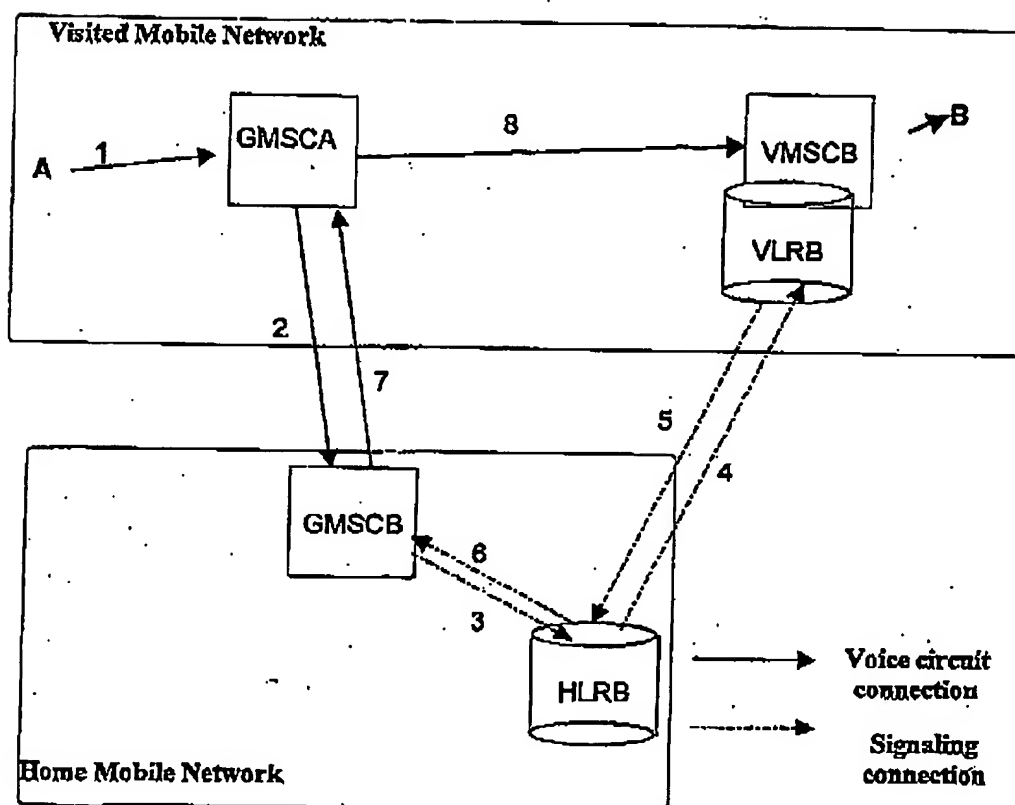 Visited Mobile Network
GMSCA
8
VMSCB
B
A
1
VLRB
2
7
5
4
GMSCB
6
3
HLRB
Voice circuit
connection
Signaling
connection
Home Mobile Network